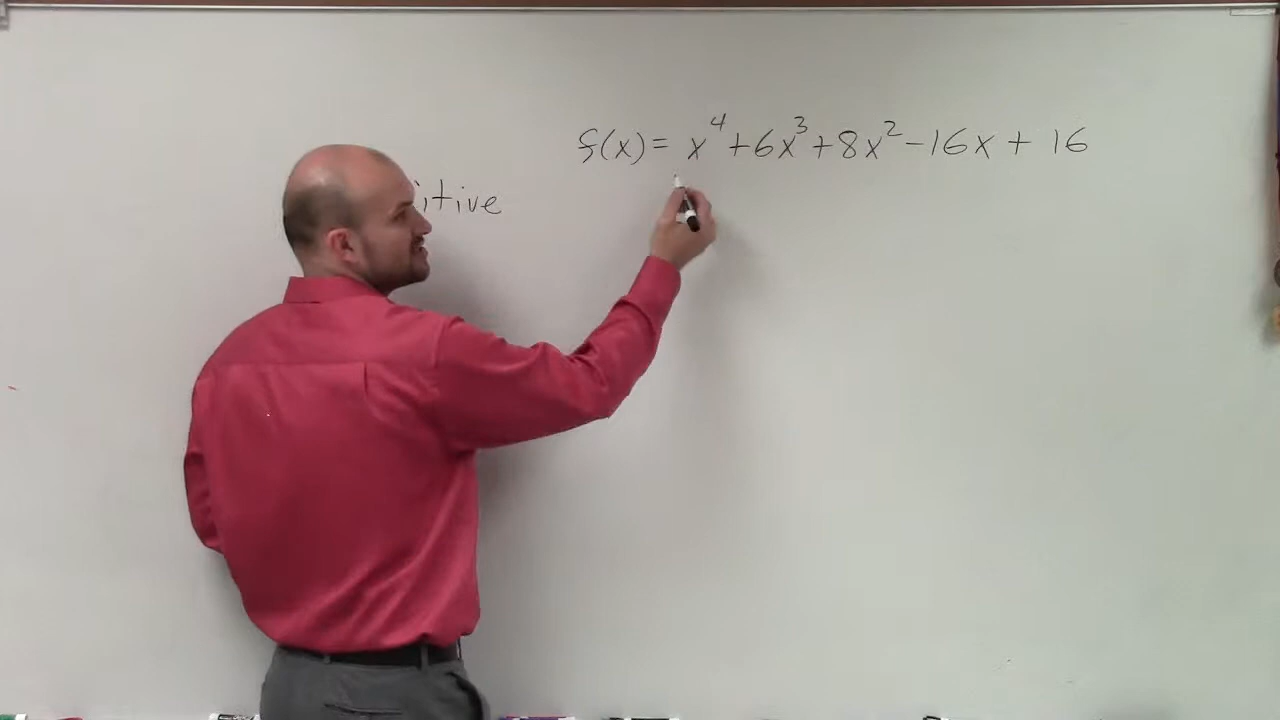 f(x) = x⁴ + 6x³ + 8x² - 16x + 16
itive